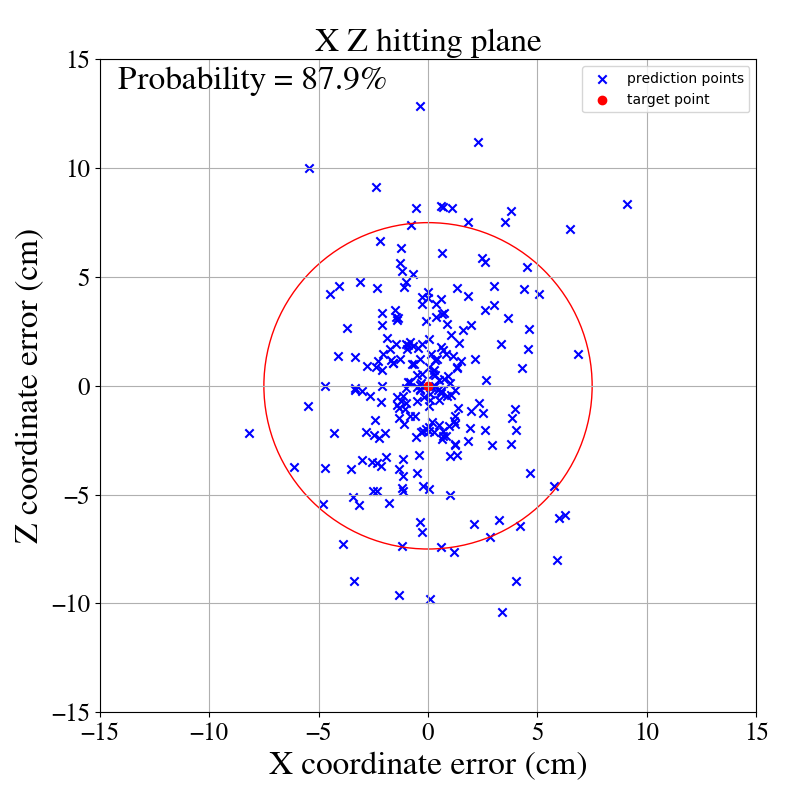 X Z hitting plane
Probability = 87.9%
prediction points
target point
15
10
5
0
−5
−10
−15
Z coordinate error (cm)
−15 −10 −5 0 5 10 15
X coordinate error (cm)